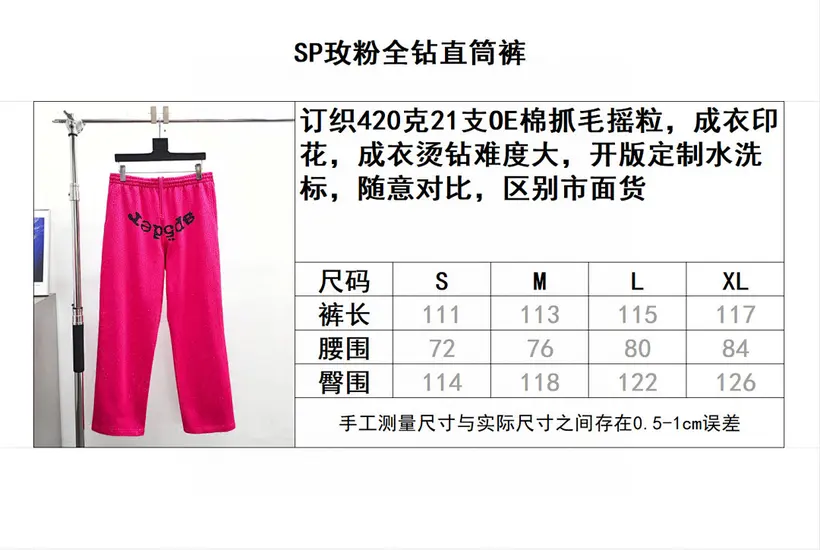 SP玫粉全钻直筒裤
订织420克21支OE棉抓毛摇粒，成衣印
花，成衣烫钻难度大，开版定制水洗
标，随意对比，区别市面货
尺码 S M L XL
裤长 111 113 115 117
腰围 72 76 80 84
臀围 114 118 122 126
手工测量尺寸与实际尺寸之间存在0.5-1cm误差